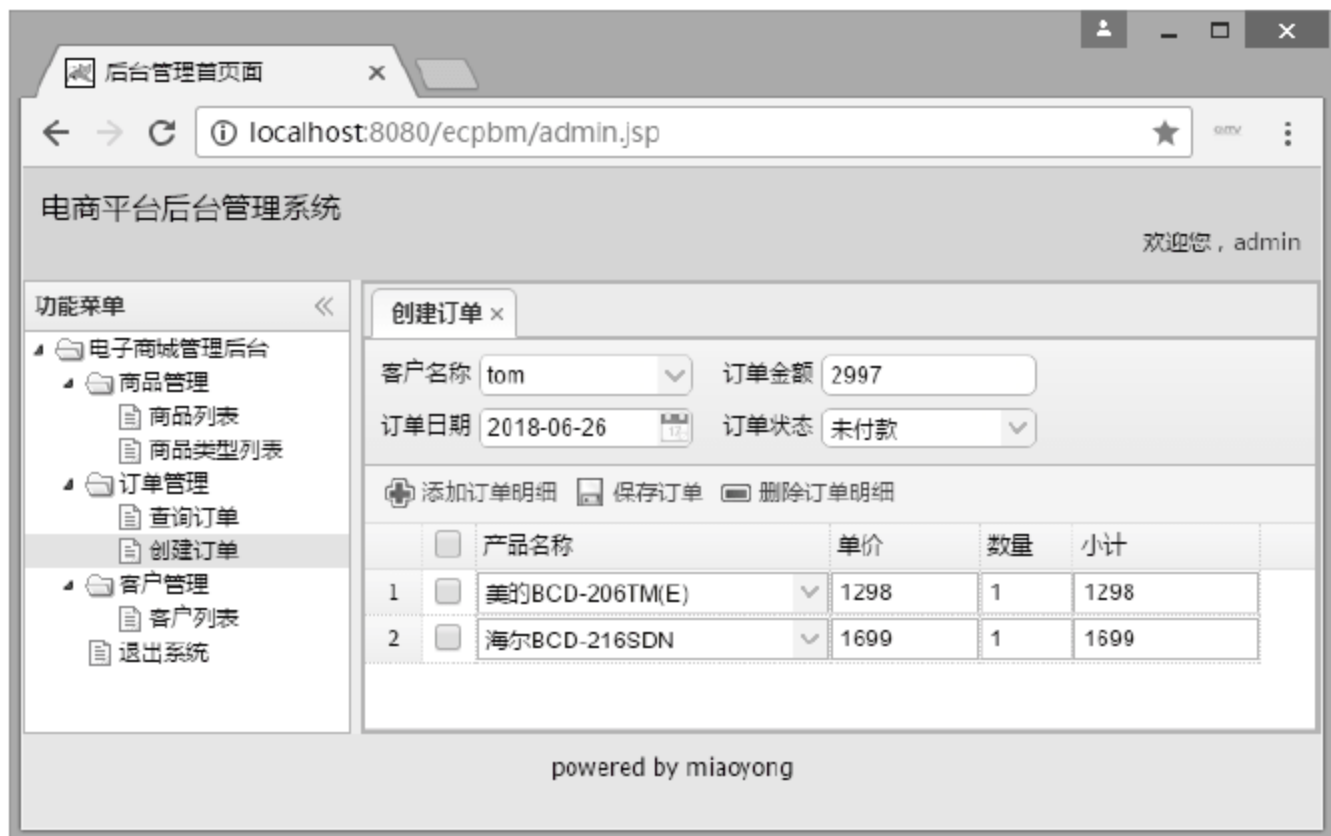 后台管理首页面
localhost:8080/ecpbm/admin.jsp
电商平台后台管理系统
欢迎您，admin
功能菜单
电子商城管理后台
商品管理
商品列表
商品类型列表
订单管理
查询订单
创建订单
客户管理
客户列表
退出系统
创建订单
客户名称 tom 订单金额 2997
订单日期 2018-06-26 订单状态 未付款
添加订单明细 保存订单 删除订单明细
产品名称 单价 数量 小计
1 美的BCD-206TM(E) 1298 1 1298
2 海尔BCD-216SDN 1699 1 1699
powered by miaoyong